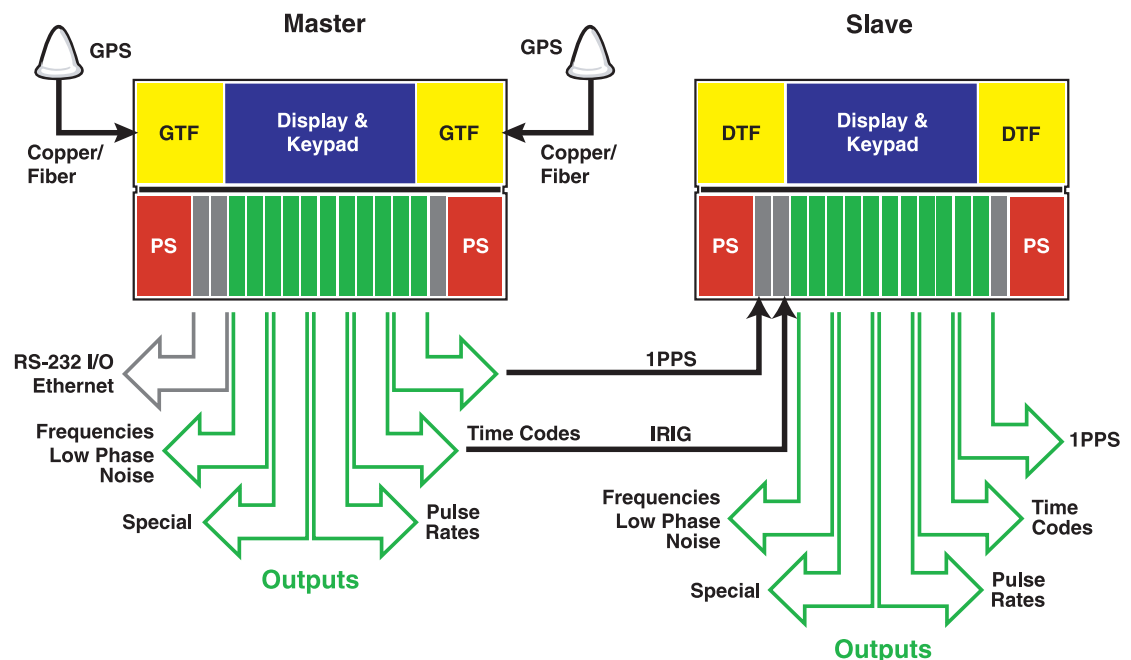 Master
Slave
GPS
GPS
GTF
Display &
Keypad
GTF
DTF
Display &
Keypad
DTF
Copper/
Fiber
Copper/
Fiber
PS
PS
PS
PS
RS-232 I/O
Ethernet
1PPS
Frequencies
Low Phase
Noise
Time Codes
IRIG
1PPS
Special
Pulse
Rates
Frequencies
Low Phase
Noise
Time
Codes
Outputs
Special
Pulse
Rates
Outputs